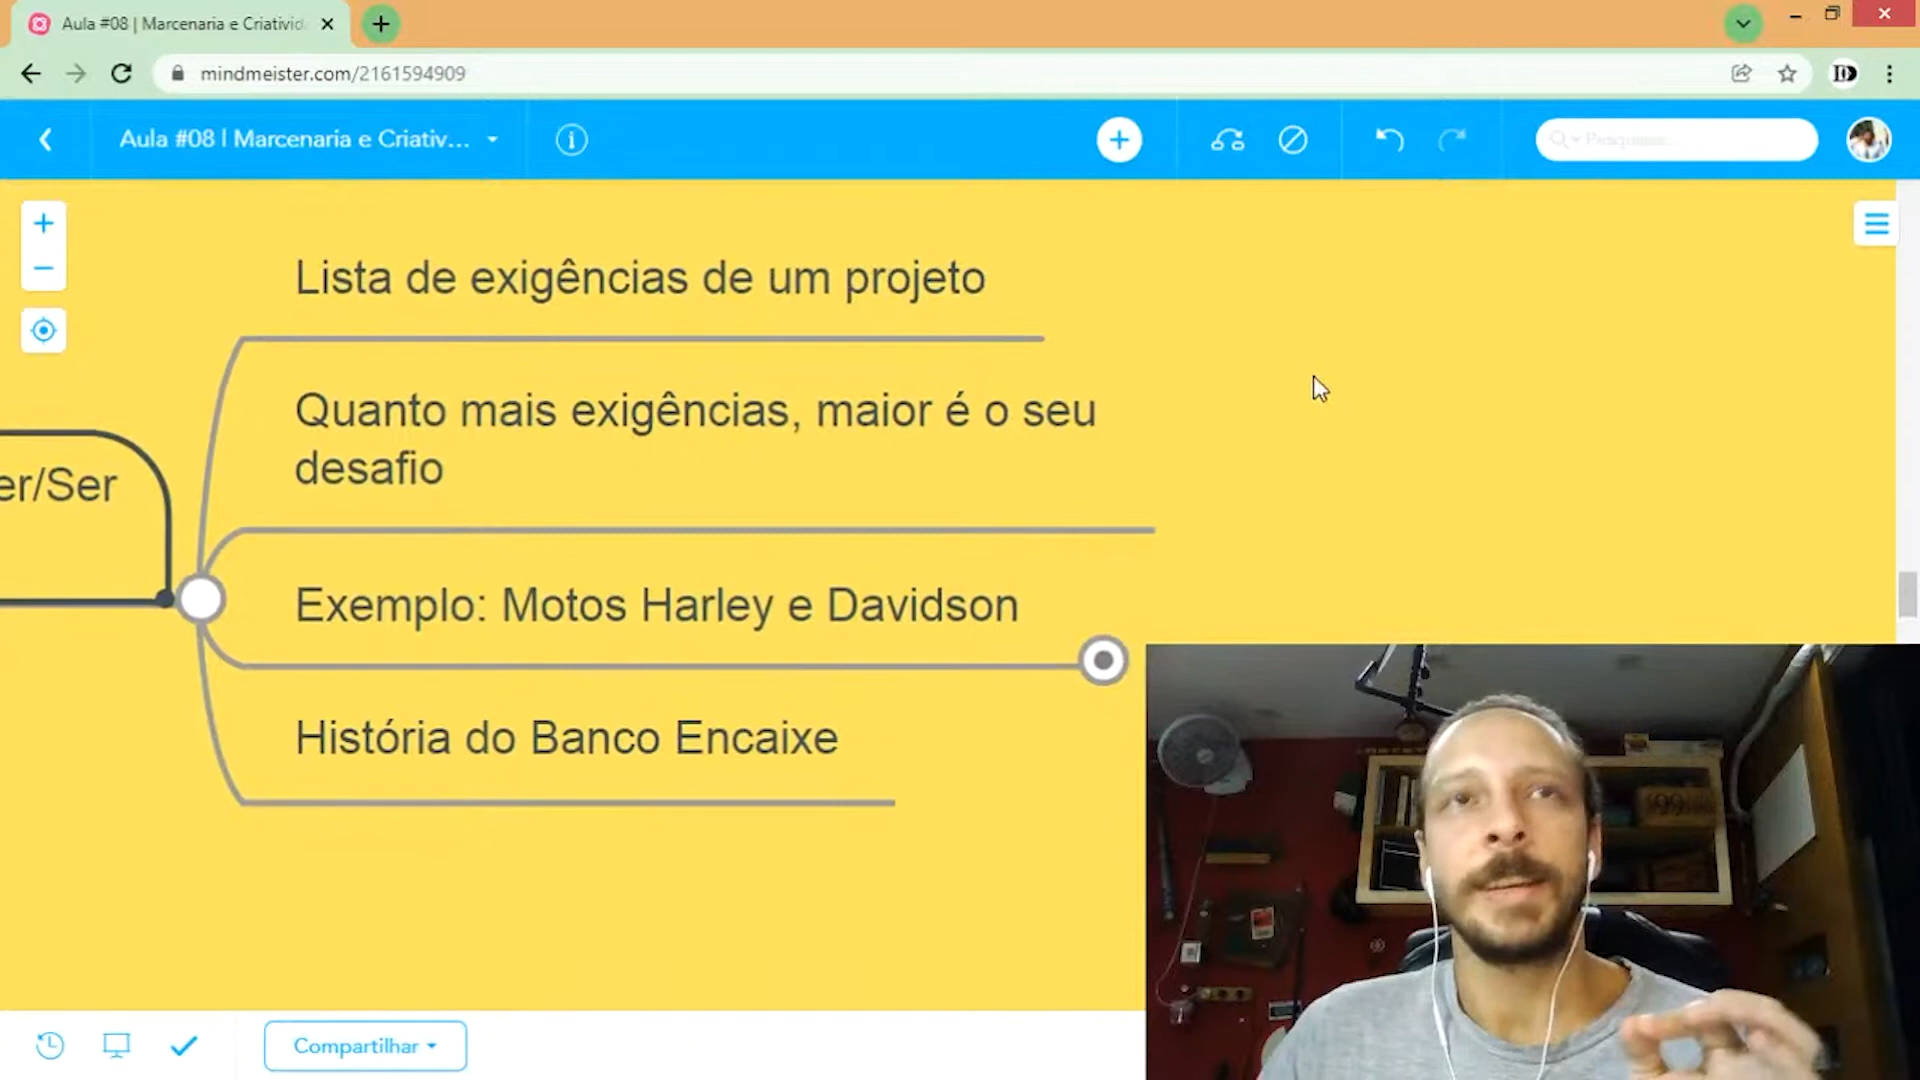 Aula #08 | Marcenaria e Criativid
mindmeister.com/2161594909
Aula #08 | Marcenaria e Criativ...
Pesquisar...
Lista de exigências de um projeto
Quanto mais exigências, maior é o seu
desafio
er/Ser
Exemplo: Motos Harley e Davidson
História do Banco Encaixe
Compartilhar